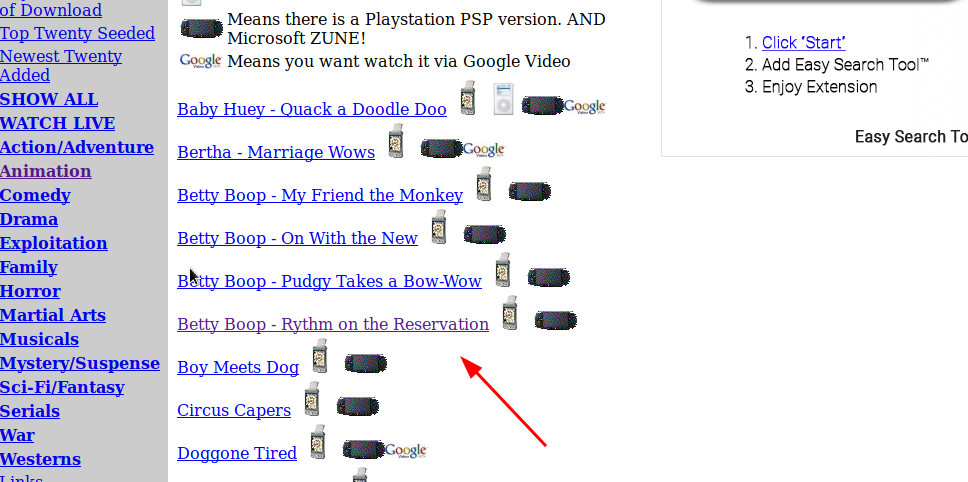 of Download
Top Twenty Seeded
Newest Twenty
Added
SHOW ALL
WATCH LIVE
Action/Adventure
Animation
Comedy
Drama
Exploitation
Family
Horror
Martial Arts
Musicals
Mystery/Suspense
Sci-Fi/Fantasy
Serials
War
Westerns
Links
Means there is a Playstation PSP version. AND
Microsoft ZUNE!
Google Means you want watch it via Google Video
Baby Huey - Quack a Doodle Doo Google
Bertha - Marriage Wows Google
Betty Boop - My Friend the Monkey
Betty Boop - On With the New
Betty Boop - Pudgy Takes a Bow-Wow
Betty Boop - Rythm on the Reservation
Boy Meets Dog
Circus Capers
Doggone Tired Google
1. Click “Start”
2. Add Easy Search Tool™
3. Enjoy Extension
Easy Search To